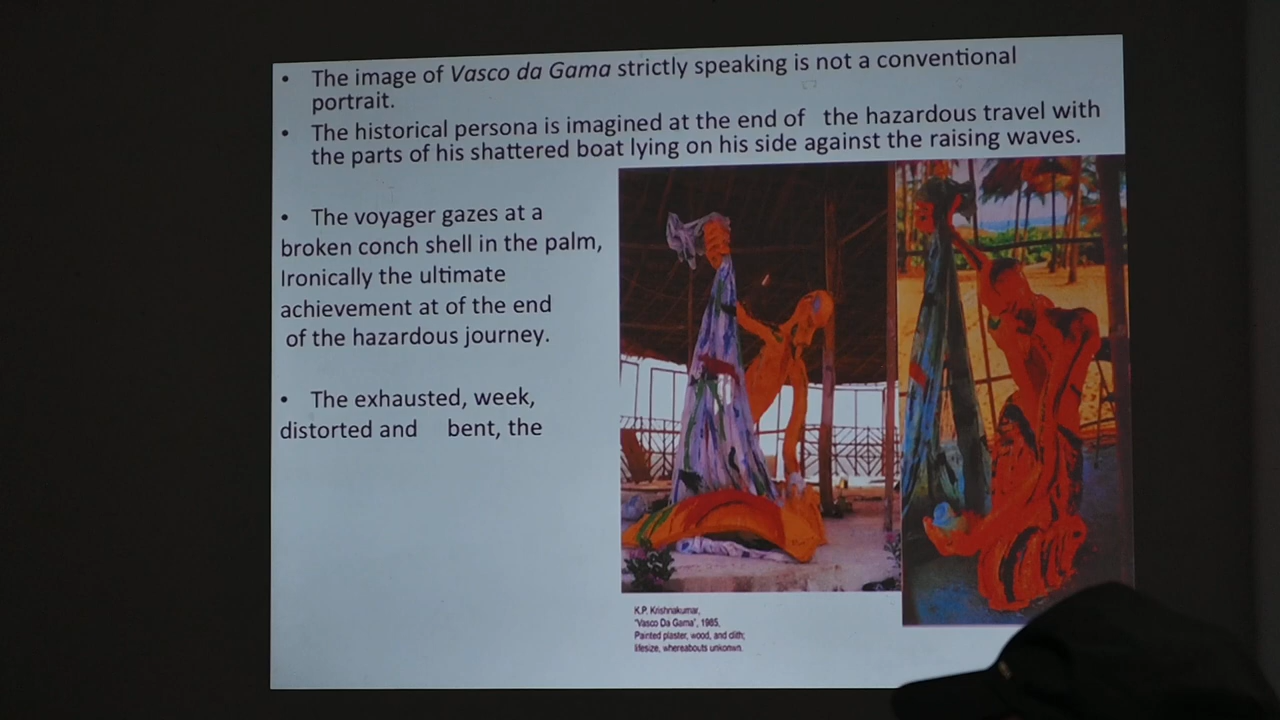 • The image of Vasco da Gama strictly speaking is not a conventional
portrait.
• The historical persona is imagined at the end of the hazardous travel with
the parts of his shattered boat lying on his side against the raising waves.
• The voyager gazes at a
broken conch shell in the palm,
Ironically the ultimate
achievement at of the end
of the hazardous journey.
• The exhausted, week,
distorted and bent, the
K.P. Krishnakumar,
"Vasco Da Gama", 1985,
Painted plaster, wood, and clith;
lifesize, whereabouts unkonwn.